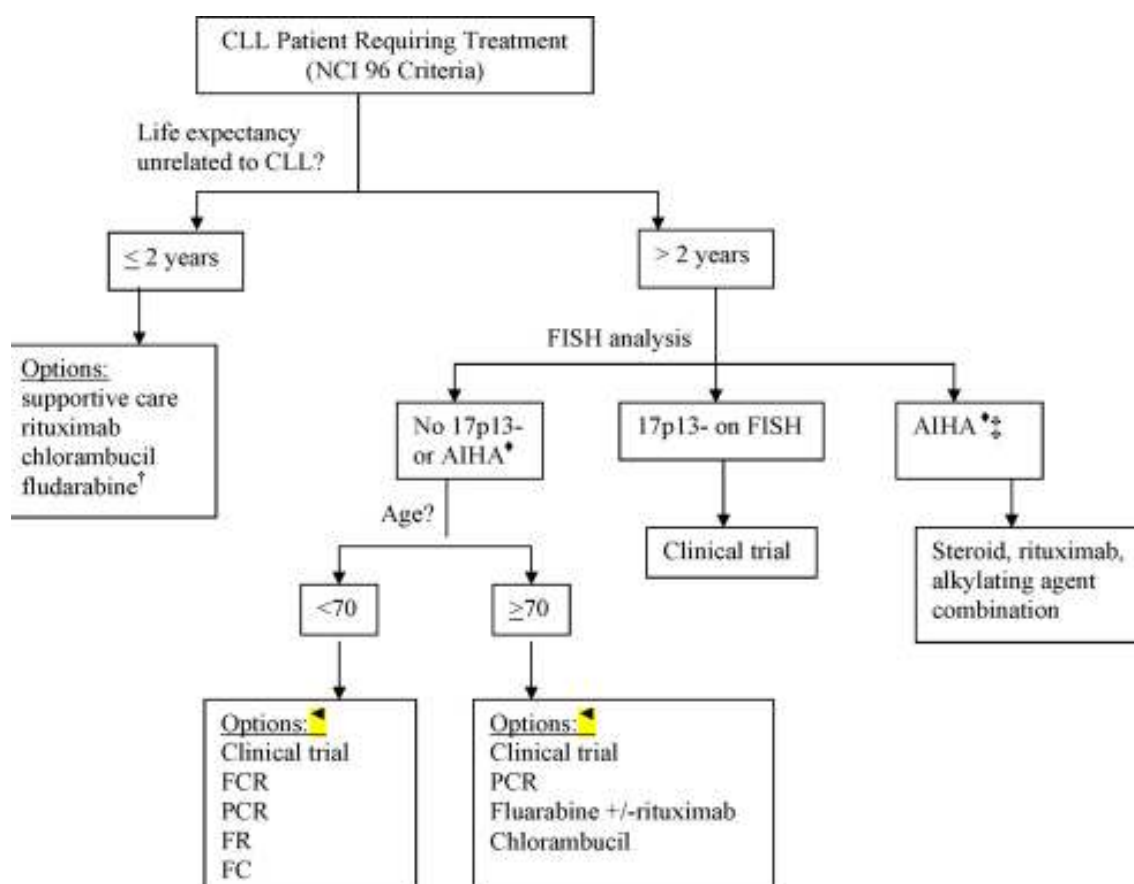 CLL Patient Requiring Treatment
(NCI 96 Criteria)
Life expectancy
unrelated to CLL?
≤ 2 years
> 2 years
FISH analysis
Options:
supportive care
rituximab
chlorambucil
fludarabine†
No 17p13-
or AIHA♦
17p13- on FISH
AIHA♦‡
Age?
Clinical trial
Steroid, rituximab,
alkylating agent
combination
<70
≥70
Options:◄
Clinical trial
FCR
PCR
FR
FC
Options:◄
Clinical trial
PCR
Fluarabine +/-rituximab
Chlorambucil